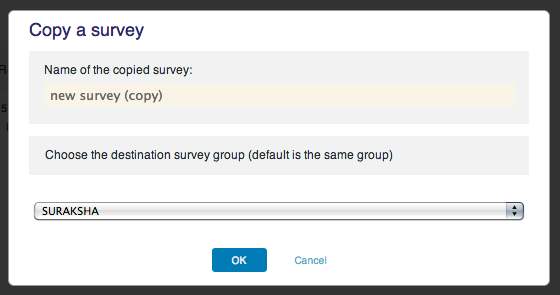 Copy a survey
Name of the copied survey:
new survey (copy)
Choose the destination survey group (default is the same group)
SURAKSHA
OK
Cancel